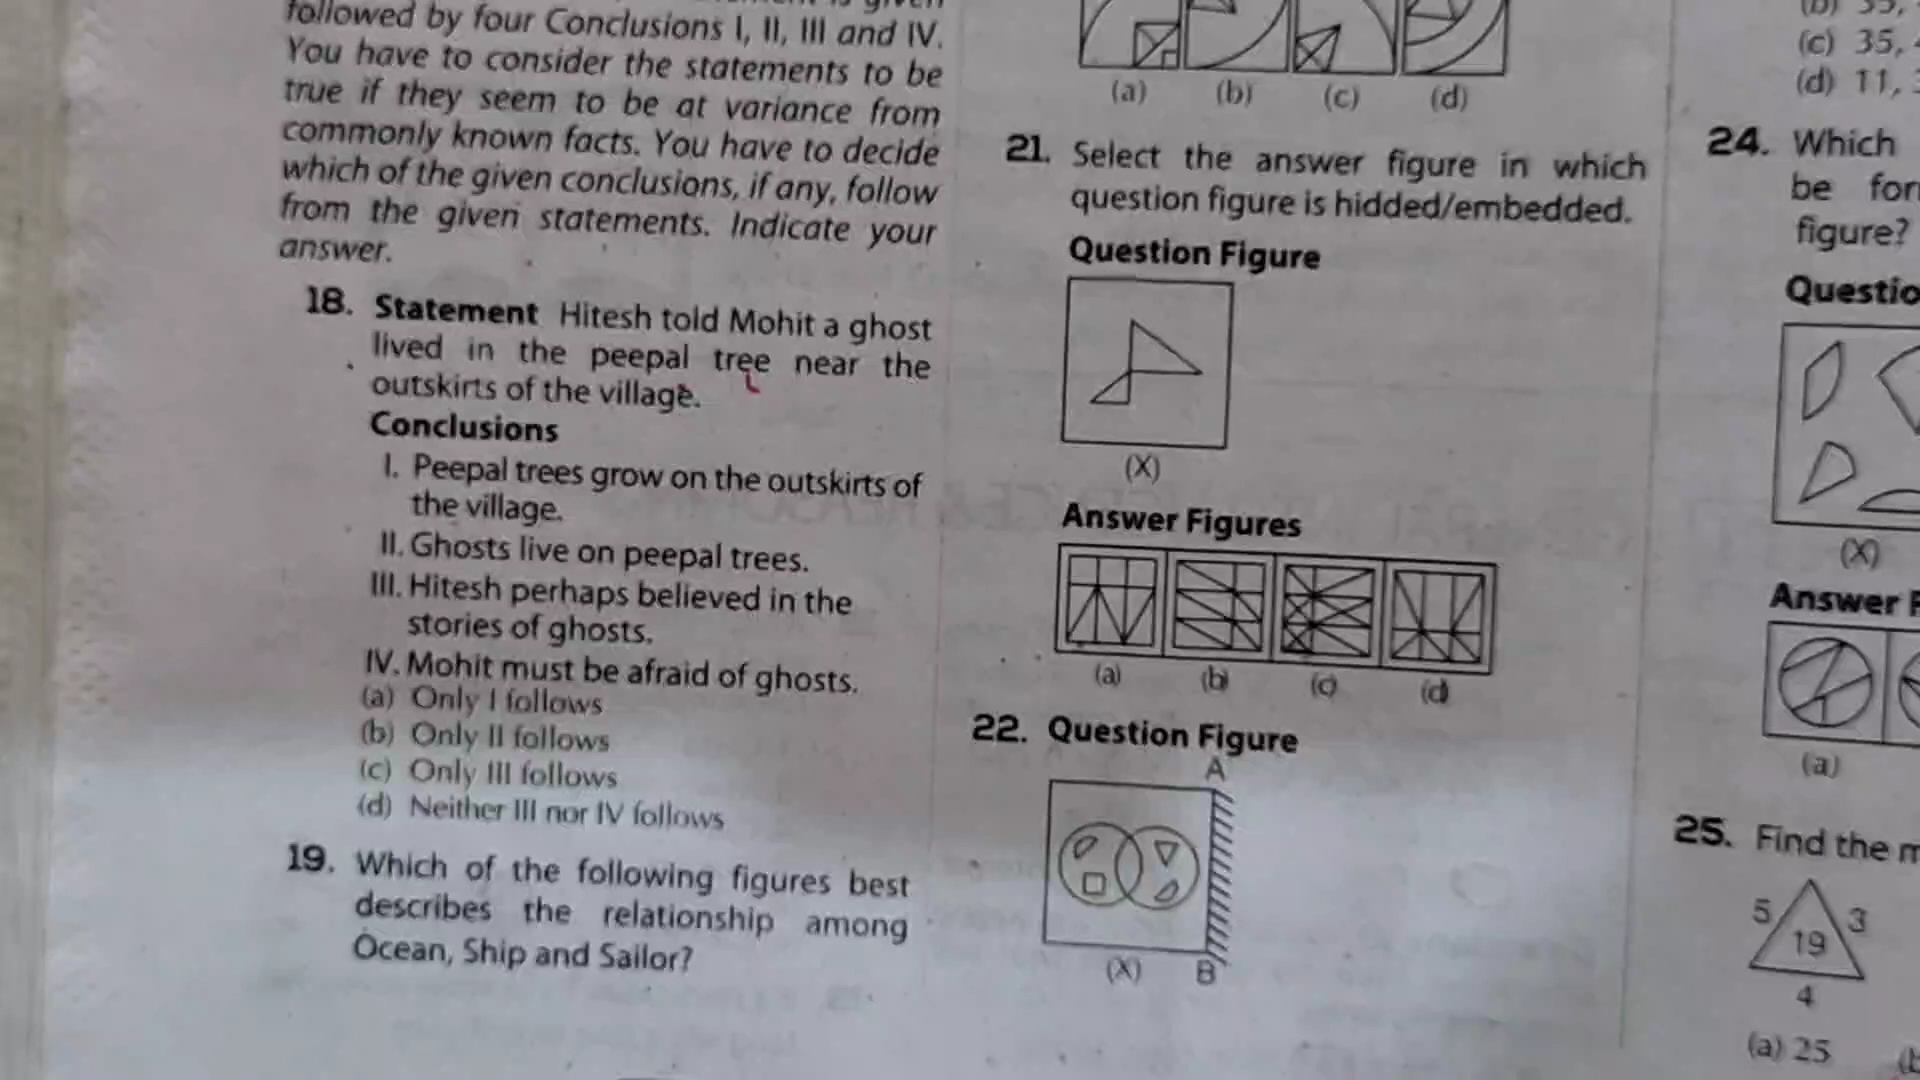 followed by four Conclusions I, II, III and IV.
You have to consider the statements to be
true if they seem to be at variance from
commonly known facts. You have to decide
which of the given conclusions, if any, follow
from the given statements. Indicate your
answer.
18. Statement Hitesh told Mohit a ghost
lived in the peepal tree near the
outskirts of the village.
Conclusions
I. Peepal trees grow on the outskirts of
the village.
II. Ghosts live on peepal trees.
III. Hitesh perhaps believed in the
stories of ghosts.
IV. Mohit must be afraid of ghosts.
(a) Only I follows
(b) Only II follows
(c) Only III follows
(d) Neither III nor IV follows
19. Which of the following figures best
describes the relationship among
Ocean, Ship and Sailor?
(a) (b) (c) (d)
21. Select the answer figure in which
question figure is hidded/embedded.
Question Figure
(X)
Answer Figures
(a) (b) (c) (d)
22. Question Figure
A
(X) B
(c) 35,
(d) 11,
24. Which
be
figure?
(X)
Answer
(a)
25. Find the
5 3
19
4
(a) 25